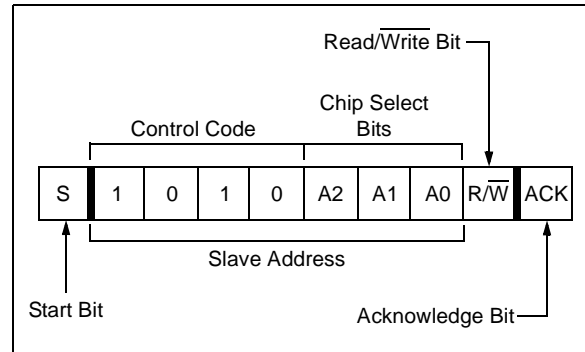 Read/Write Bit
Chip Select
Control Code Bits
S 1 0 1 0 A2 A1 A0 R/W ACK
Slave Address
Start Bit
Acknowledge Bit